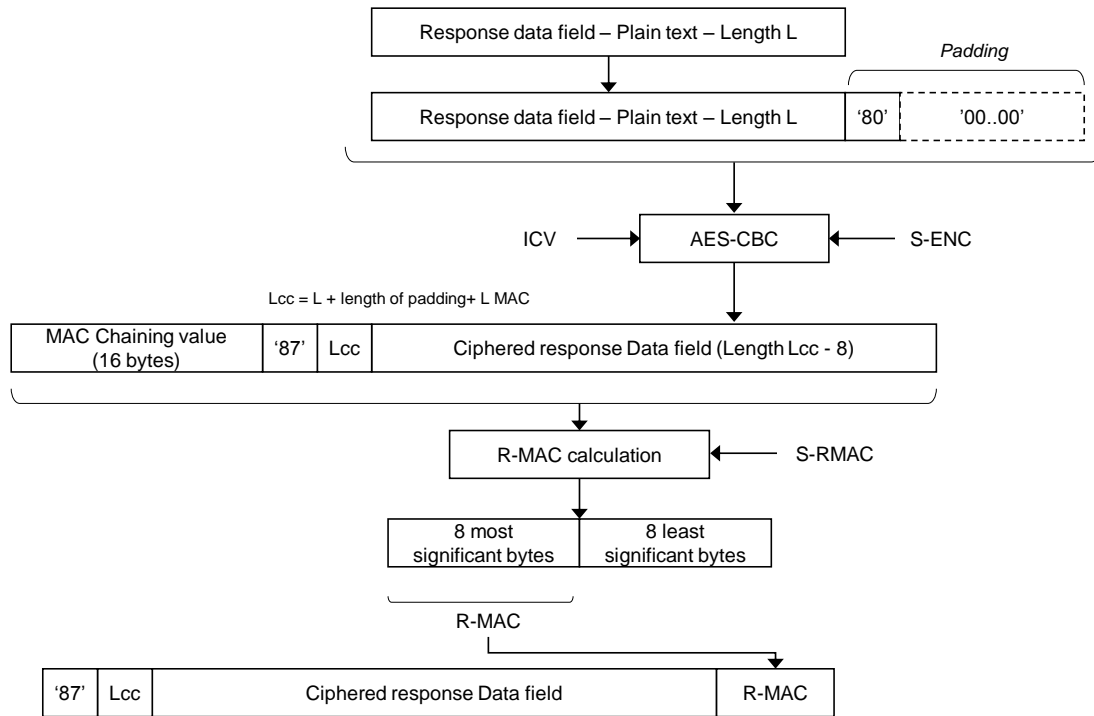 Response data field – Plain text – Length L
Padding
Response data field – Plain text – Length L
‘80’
’00..00’
ICV
AES-CBC
S-ENC
Lcc = L + length of padding+ L MAC
MAC Chaining value
(16 bytes)
‘87’
Lcc
Ciphered response Data field (Length Lcc - 8)
R-MAC calculation
S-RMAC
8 most
significant bytes
8 least
significant bytes
R-MAC
‘87’
Lcc
Ciphered response Data field
R-MAC